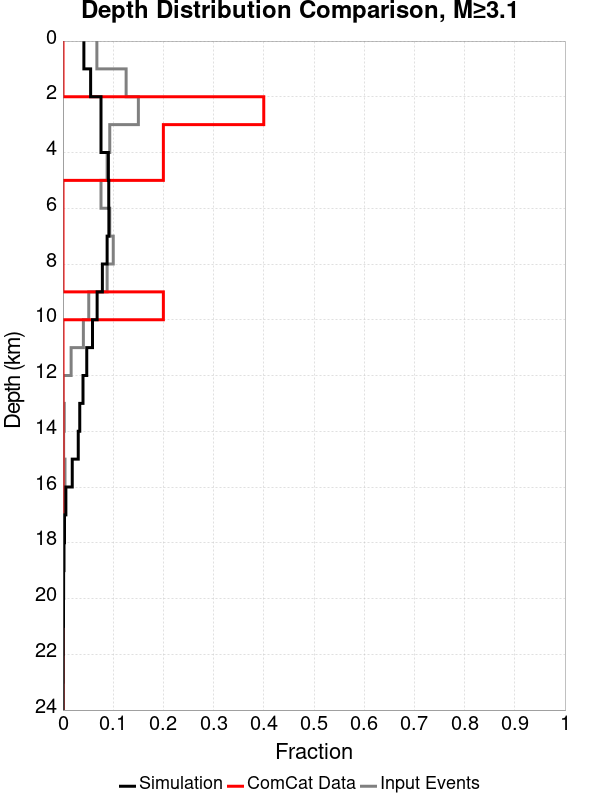 Depth Distribution Comparison, M≥3.1
0
2
4
6
8
10
12
14
16
18
20
22
24
Depth (km)
0 0.1 0.2 0.3 0.4 0.5 0.6 0.7 0.8 0.9 1
Fraction
Simulation ComCat Data Input Events